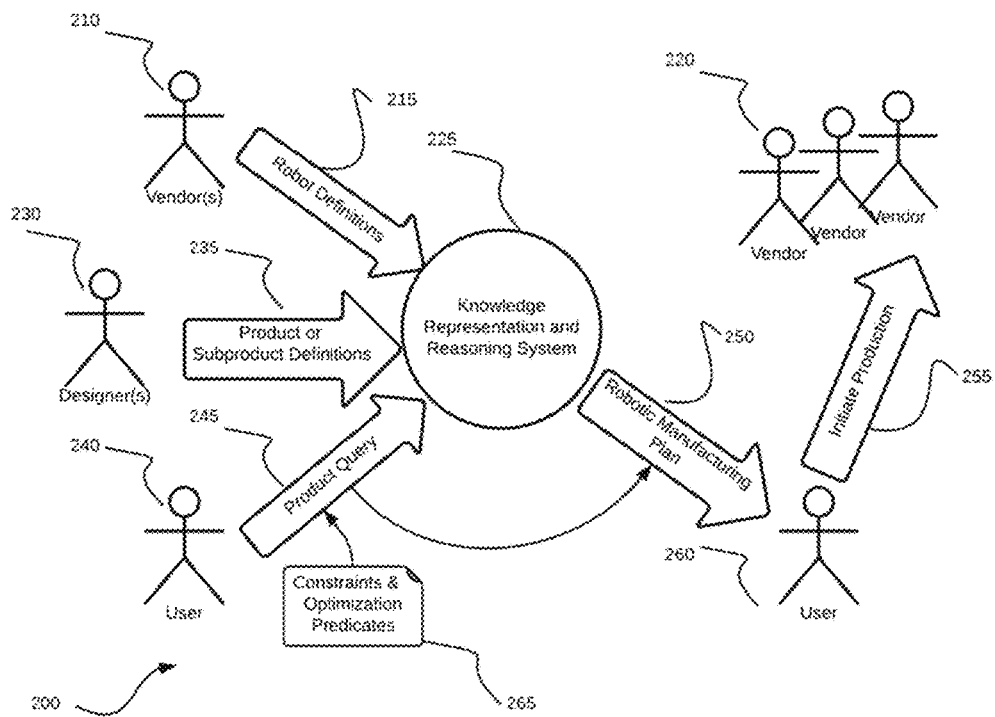 210
220
215
225
Vendor(s)
Robot Definitions
Vendor
Vendor
Vendor
230
235
Knowledge
Representation and
Reasoning System
Product or
Subproduct Definitions
Designer(s)
250
255
Initiate Production
Robotic Manufacturing
Plan
245
240
Product Query
260
Constraints &
Optimization
Predicates
User
User
200
265